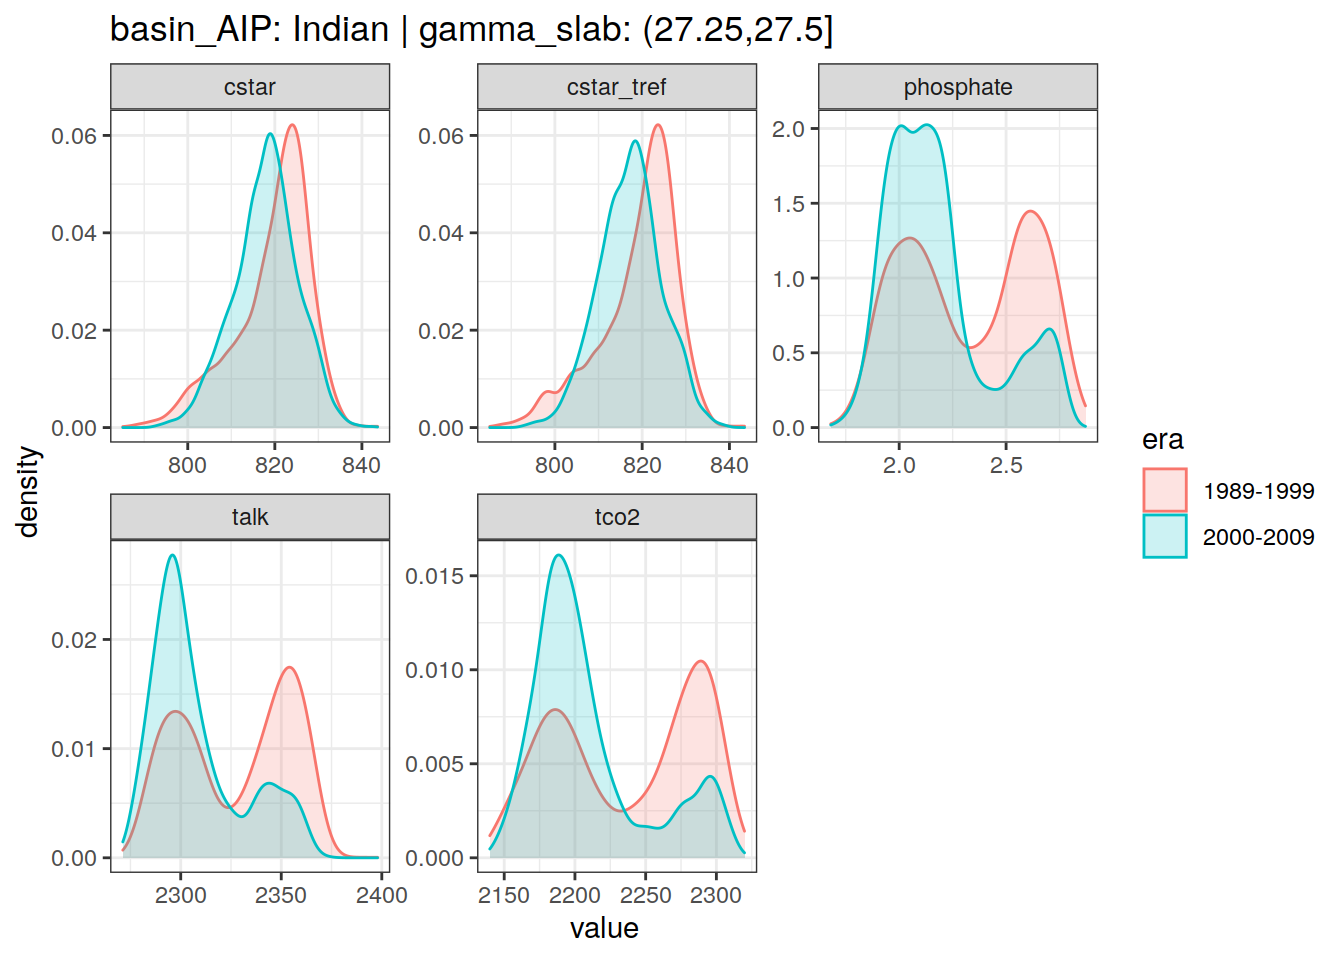 basin_AIP: Indian | gamma_slab: (27.25,27.5]
cstar
cstar_tref
phosphate
0.06
0.04
0.02
0.00
800 820 840
0.06
0.04
0.02
0.00
800 820 840
2.0
1.5
1.0
0.5
0.0
2.0 2.5
talk
tco2
0.02
0.01
0.00
2300 2350 2400
0.015
0.010
0.005
0.000
2150 2200 2250 2300
density
value
era
1989-1999
2000-2009